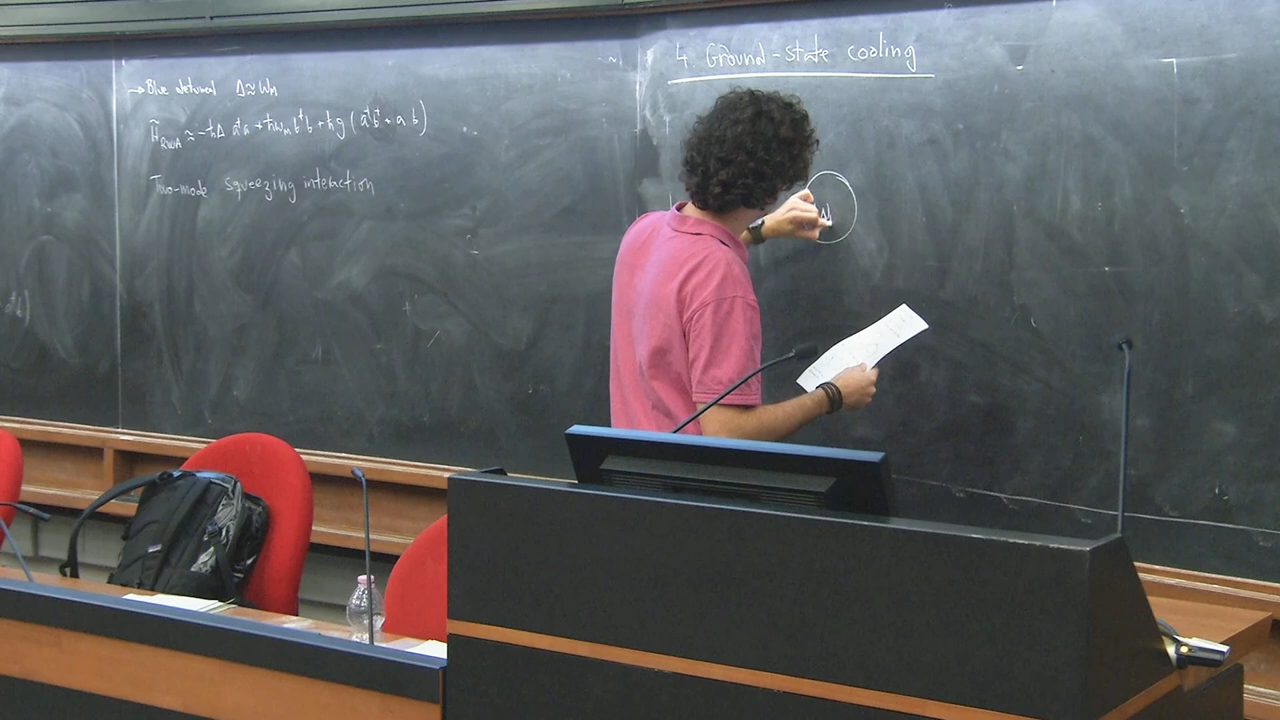 → Blue detuned Δ≈ωm
H̃RWA ≃ -ħΔ a†a + ħωm b†b + ħg (a†b† + a b)
Two-mode squeezing interaction
4. Ground-state cooling